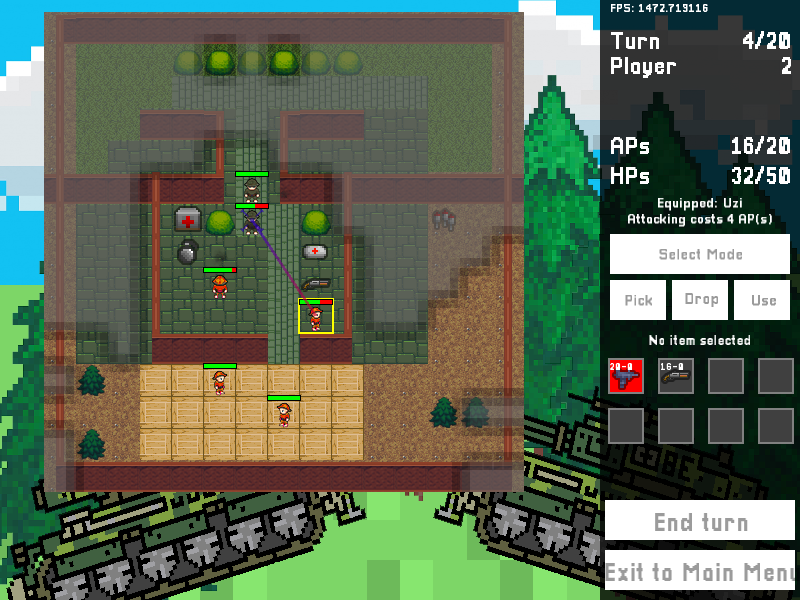 FPS: 1472.719116
Turn 4/20
Player 2
APs 16/20
HPs 32/50
Equipped: Uzi
Attacking costs 4 AP(s)
Select Mode
Pick Drop Use
No item selected
20-0 16-0
End turn
Exit to Main Menu